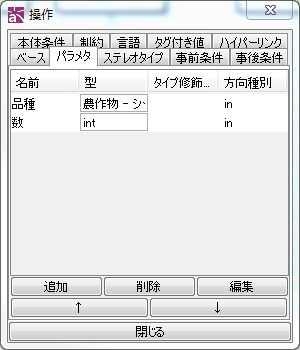 操作
本体条件 制約 言語 タグ付き値 ハイパーリンク
ベース パラメタ ステレオタイプ 事前条件 事後条件
名前 型 タイプ修飾... 方向種別
品種 農作物 - シ in
数 int in
追加 削除 編集
↑ ↓
閉じる